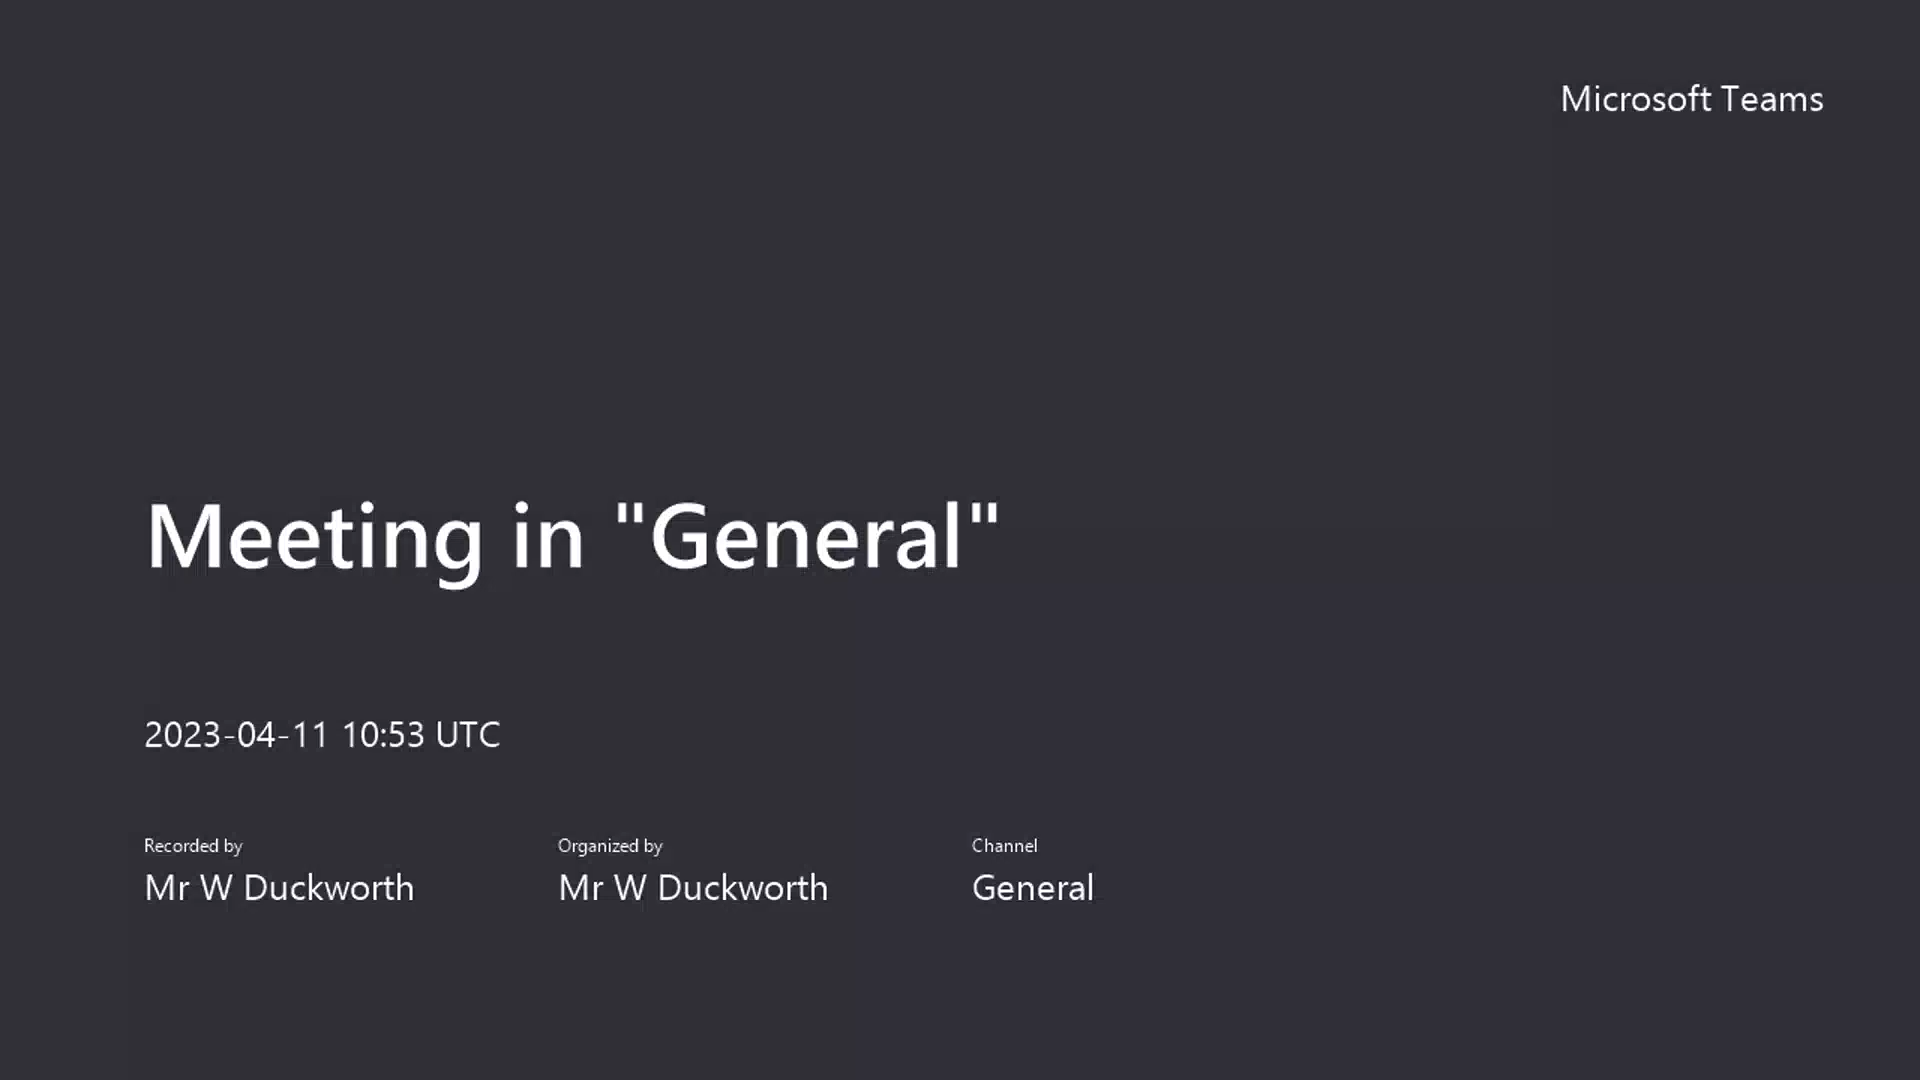 Microsoft Teams
Meeting in "General"
2023-04-11 10:53 UTC
Recorded by
Mr W Duckworth
Organized by
Mr W Duckworth
Channel
General